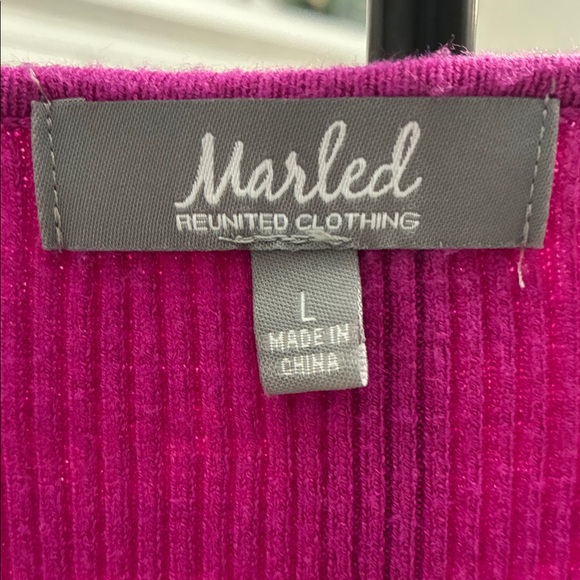 Marled
REUNITED CLOTHING
L
MADE IN
CHINA